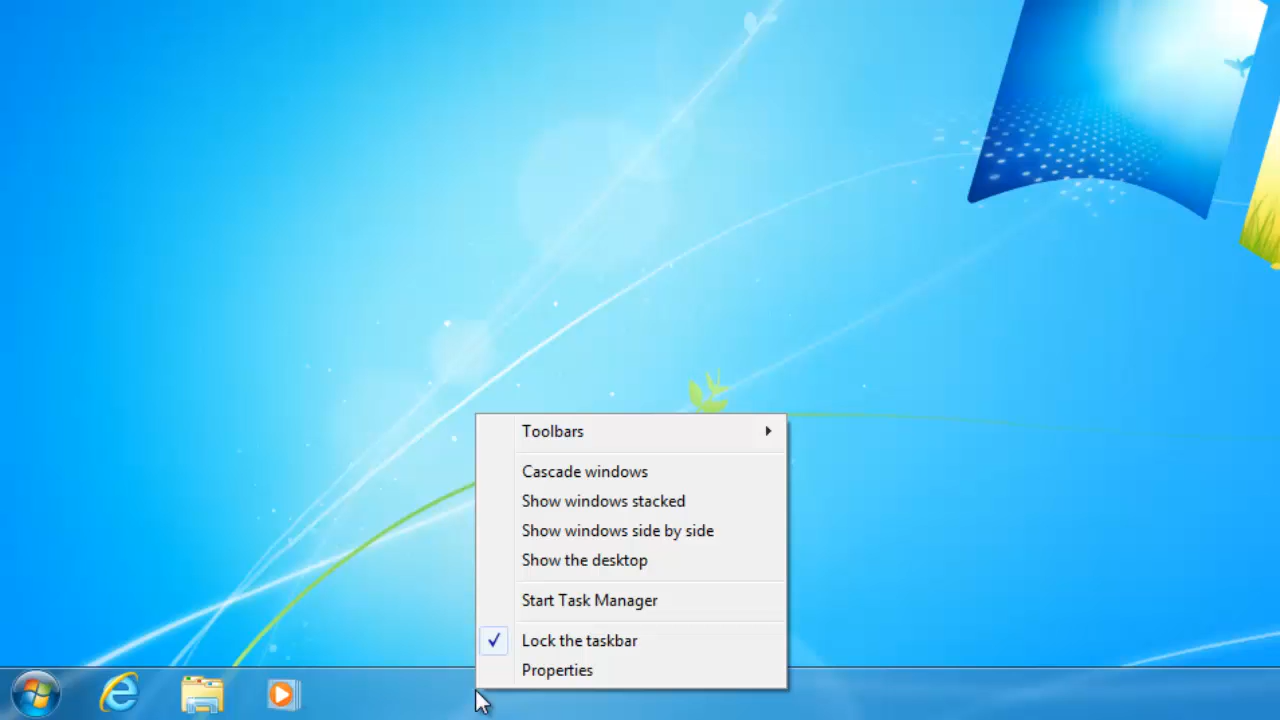 Toolbars
Cascade windows
Show windows stacked
Show windows side by side
Show the desktop
Start Task Manager
Lock the taskbar
Properties